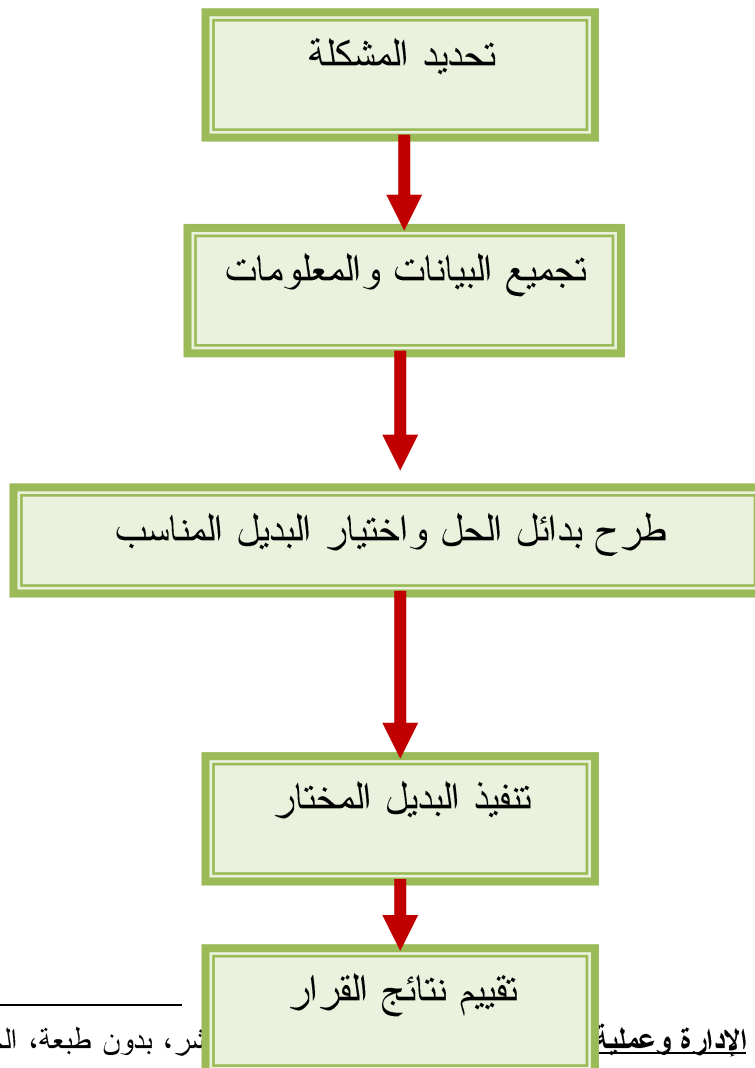 تحديد المشكلة
تجميع البيانات والمعلومات
طرح بدائل الحل واختيار البديل المناسب
تنفيذ البديل المختار
تقييم نتائج القرار
الإدارة وعملية بدون طبعة،